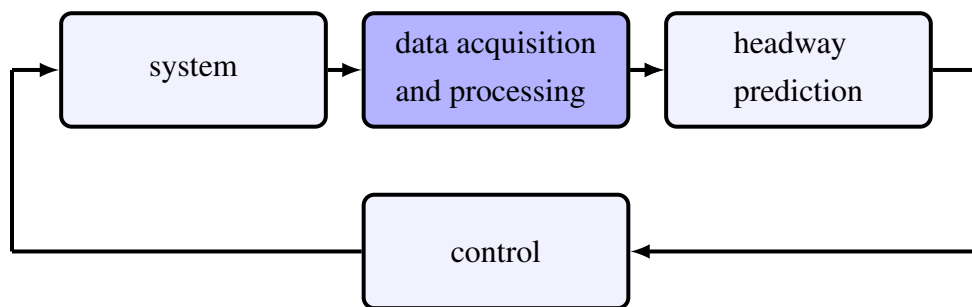 system
data acquisition
and processing
headway
prediction
control